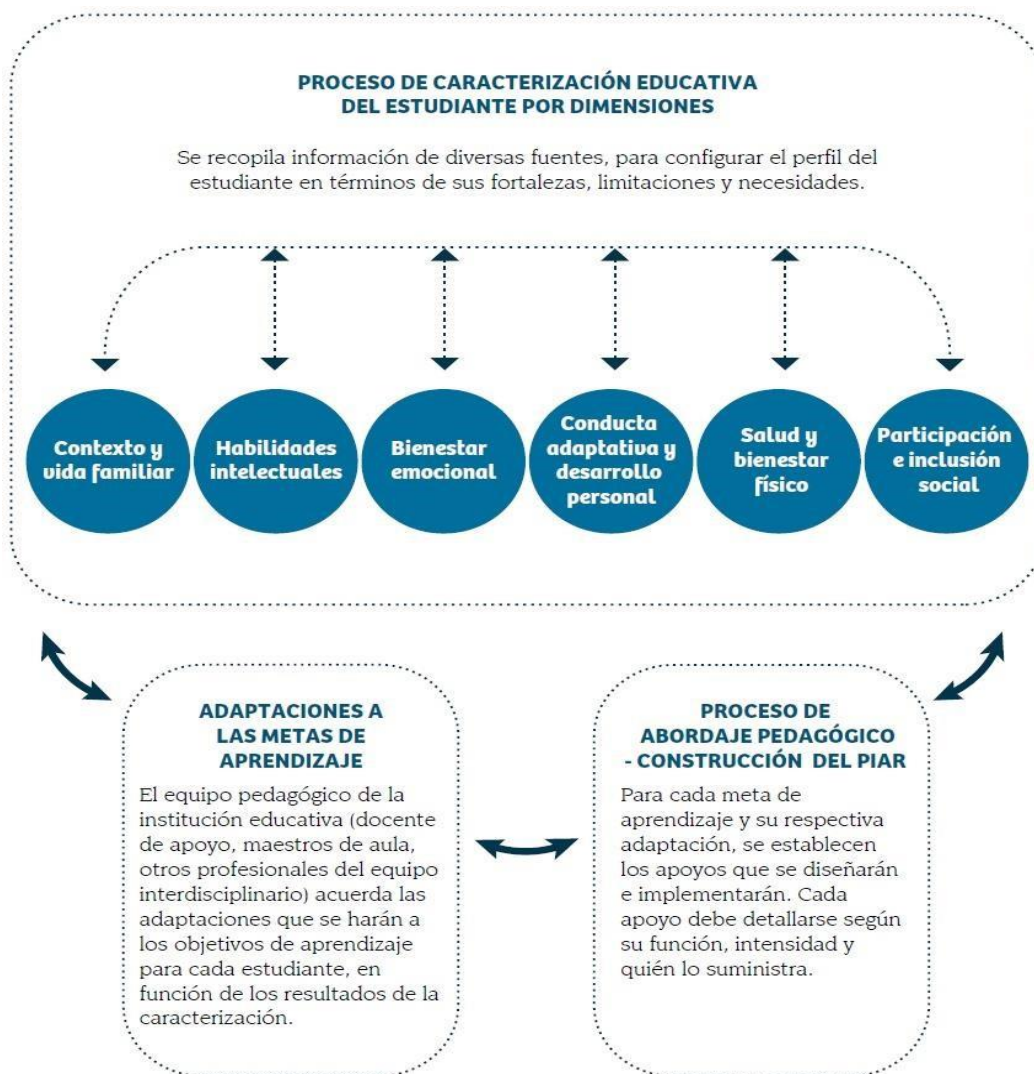 PROCESO DE CARACTERIZACIÓN EDUCATIVA
DEL ESTUDIANTE POR DIMENSIONES
Se recopila información de diversas fuentes, para configurar el perfil del
estudiante en términos de sus fortalezas, limitaciones y necesidades.
Contexto y
vida familiar
Habilidades
intelectuales
Bienestar
emocional
Conducta
adaptativa y
desarrollo
personal
Salud y
bienestar
físico
Participación
e inclusión
social
ADAPTACIONES A
LAS METAS DE
APRENDIZAJE
El equipo pedagógico de la
institución educativa (docente
de apoyo, maestros de aula,
otros profesionales del equipo
interdisciplinario) acuerda las
adaptaciones que se harán a
los objetivos de aprendizaje
para cada estudiante, en
función de los resultados de la
caracterización.
PROCESO DE
ABORDAJE PEDAGÓGICO
- CONSTRUCCIÓN DEL PIAR
Para cada meta de
aprendizaje y su respectiva
adaptación, se establecen
los apoyos que se diseñarán
e implementarán. Cada
apoyo debe detallarse según
su función, intensidad y
quién lo suministra.